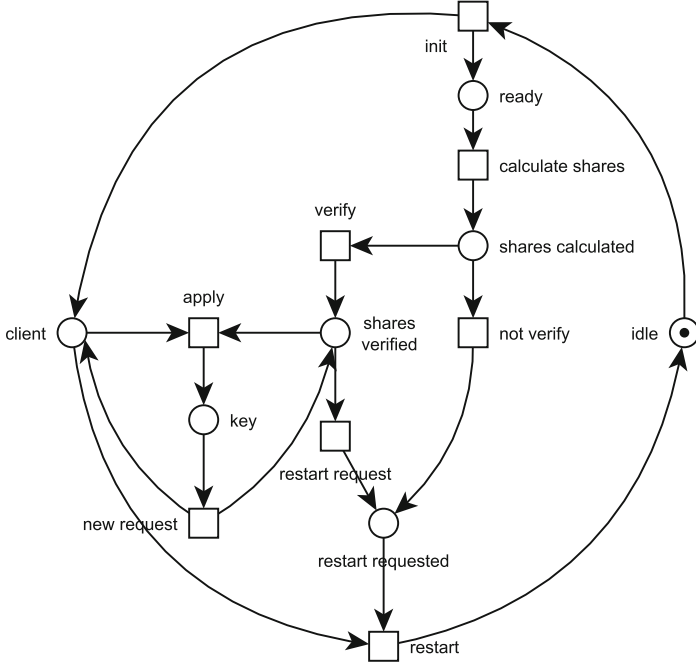 init
ready
calculate shares
verify
shares calculated
apply
client
shares
verified
not verify
idle
key
restart request
new request
restart requested
restart